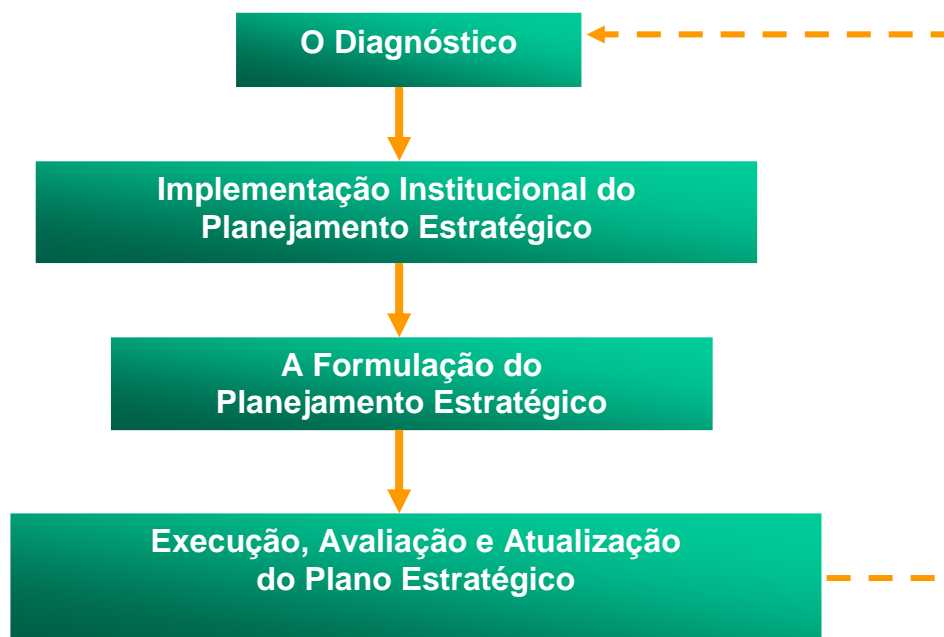 O Diagnóstico
Implementação Institucional do
Planejamento Estratégico
A Formulação do
Planejamento Estratégico
Execução, Avaliação e Atualização
do Plano Estratégico